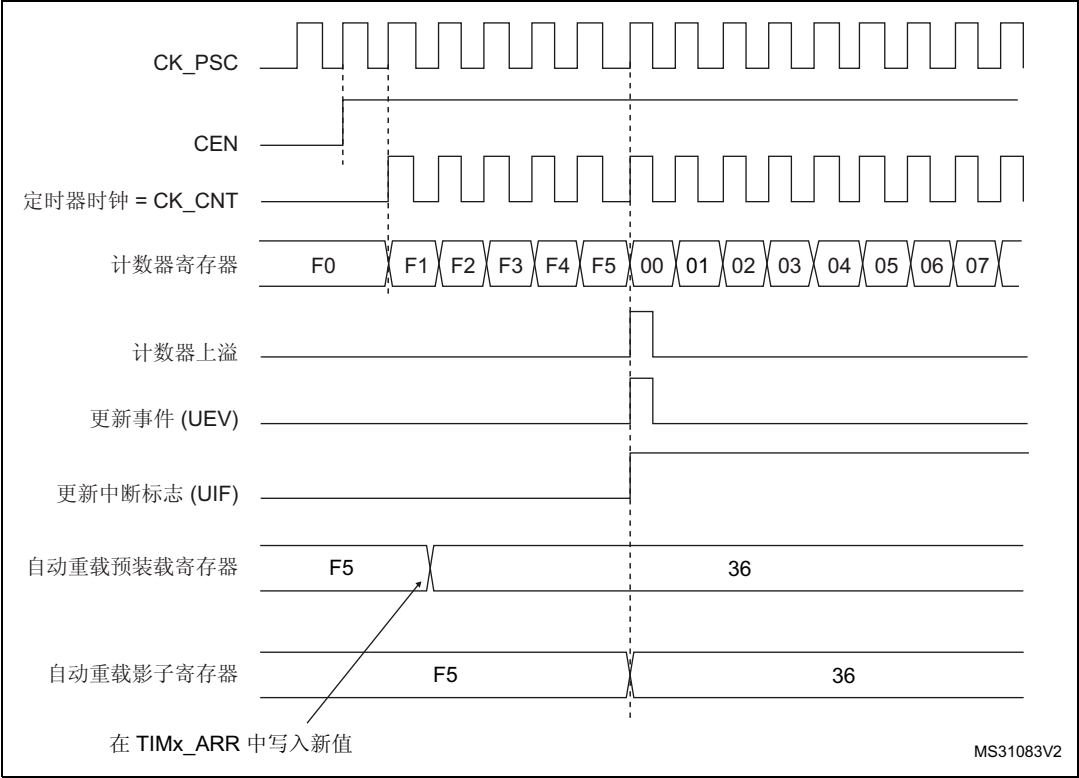 CK_PSC
CEN
定时器时钟 = CK_CNT
计数器寄存器 F0 F1 F2 F3 F4 F5 00 01 02 03 04 05 06 07
计数器上溢
更新事件 (UEV)
更新中断标志 (UIF)
自动重载预装载寄存器 F5 36
自动重载影子寄存器 F5 36
在 TIMx_ARR 中写入新值
MS31083V2